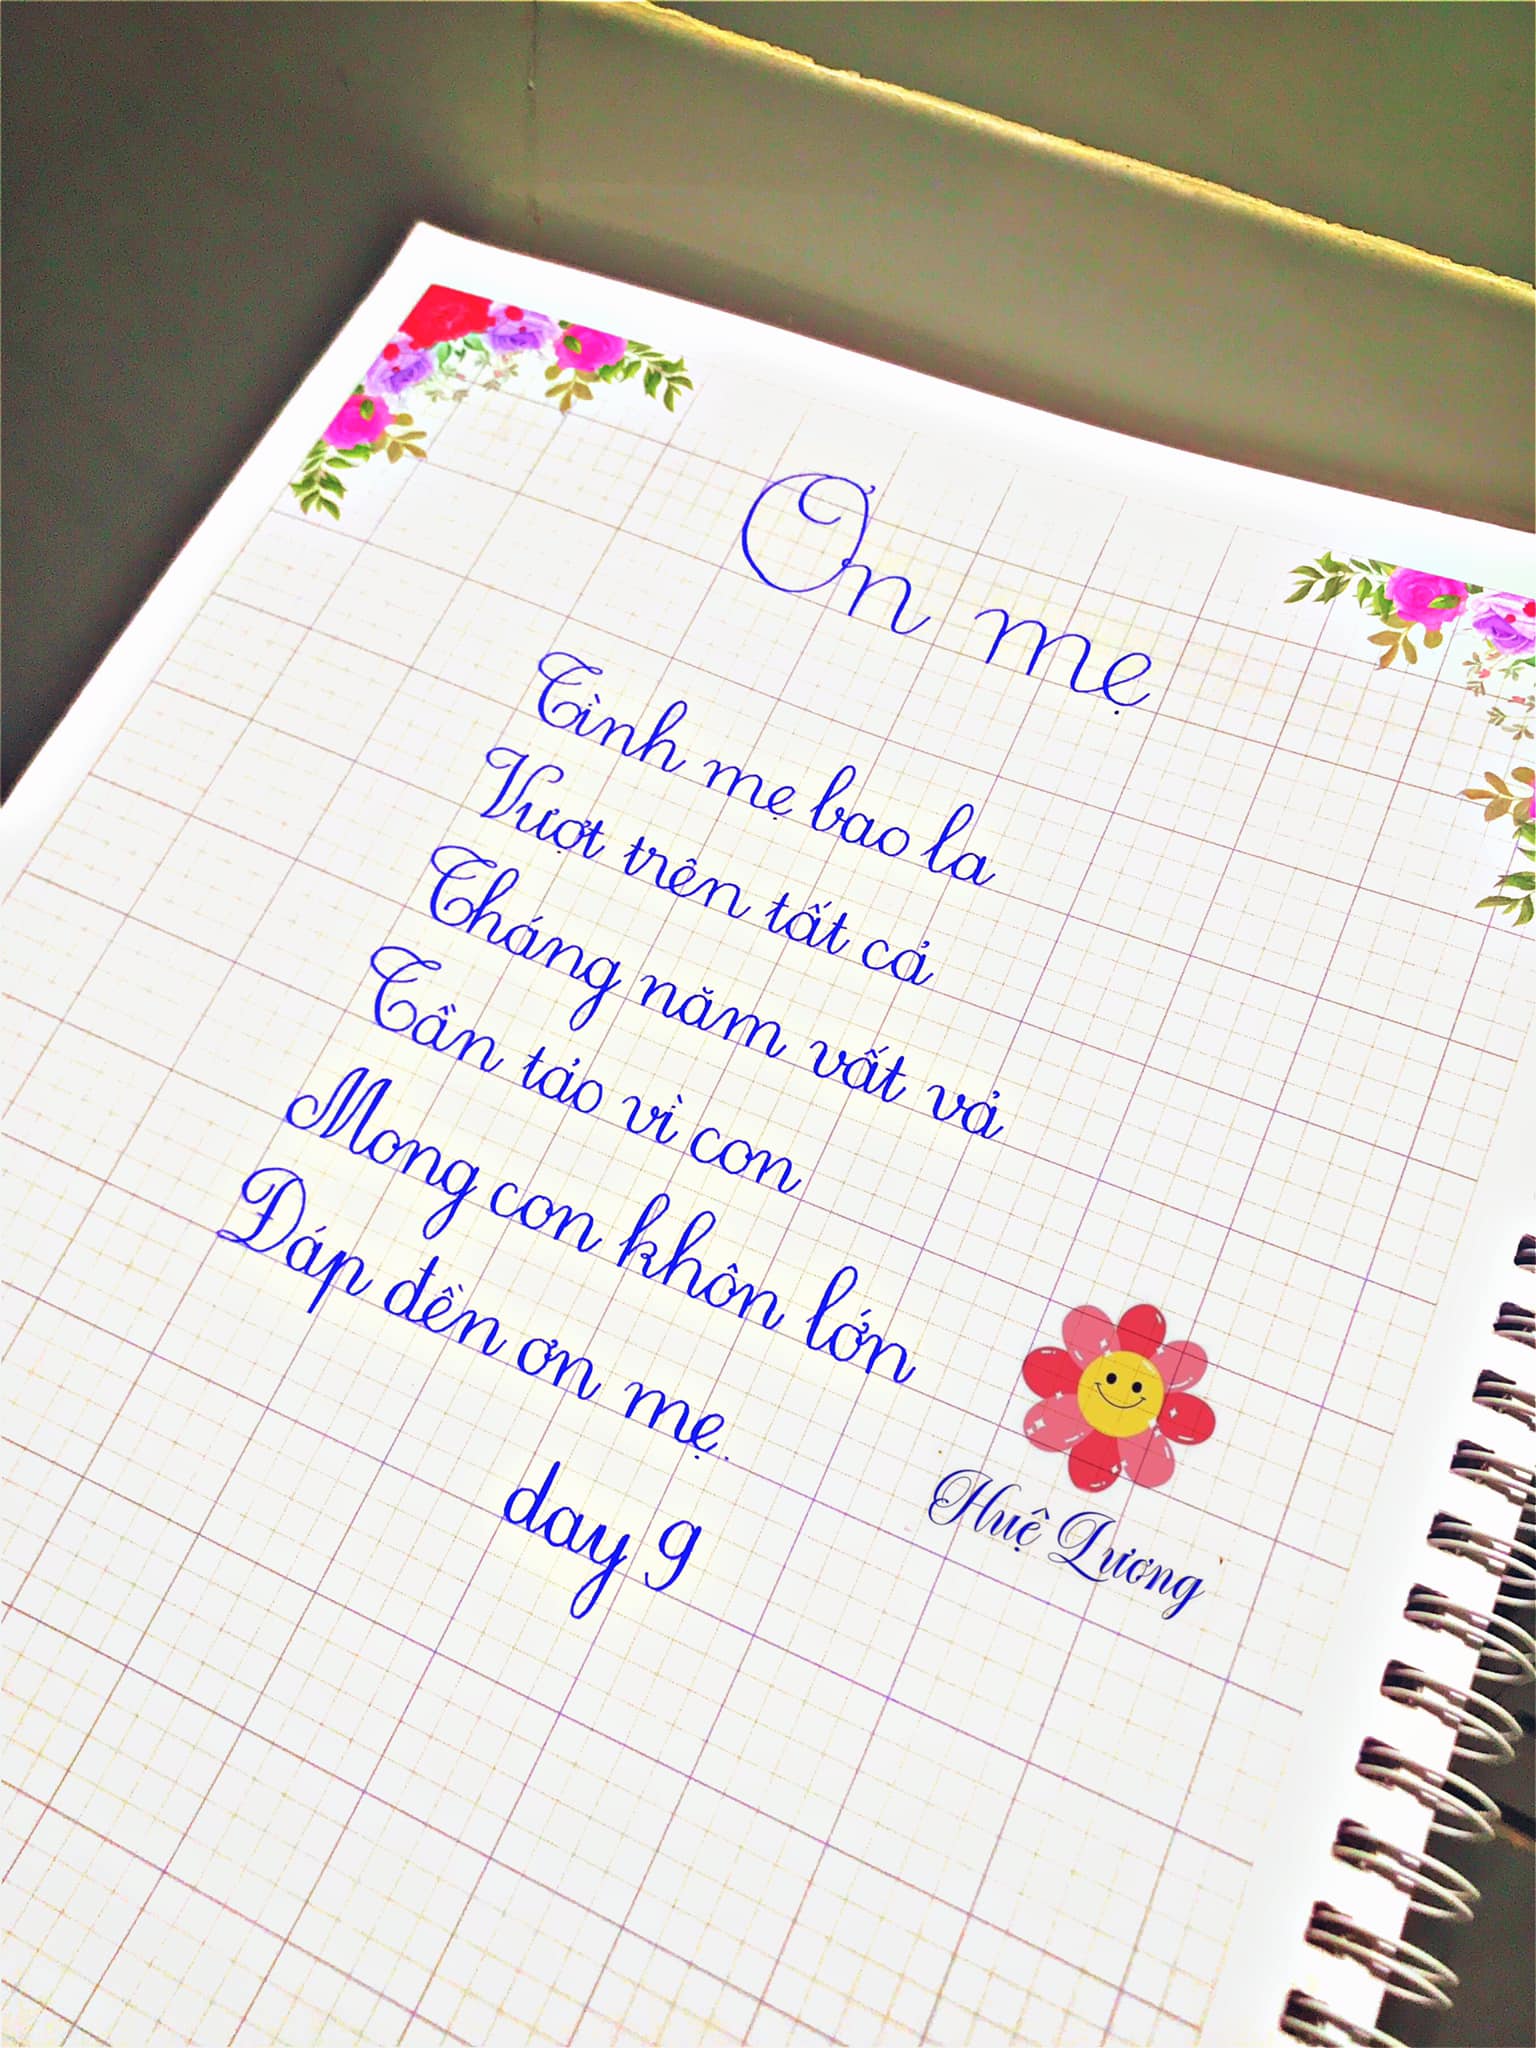 Ơn mẹ
Tình mẹ bao la
Vượt trên tất cả
Tháng năm vất vả
Tần tảo vì con
Mong con khôn lớn
Đáp đền ơn mẹ.
day 9
Huệ Lương